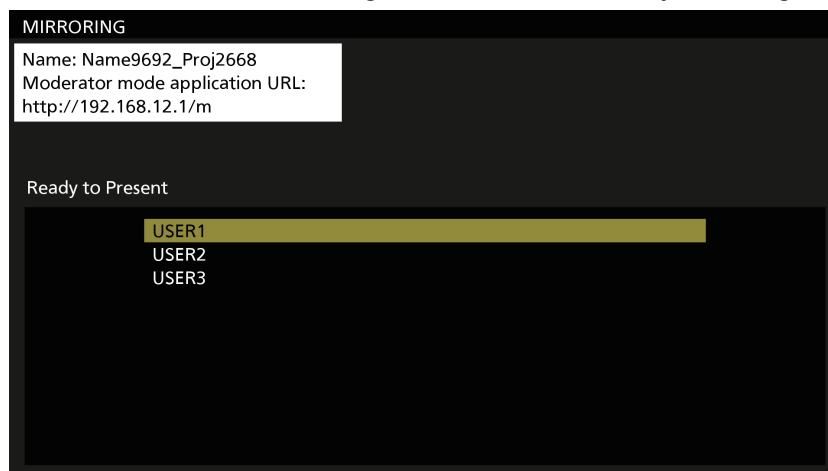 MIRRORING
Name: Name9692_Proj2668
Moderator mode application URL:
http://192.168.12.1/m
Ready to Present
USER1
USER2
USER3